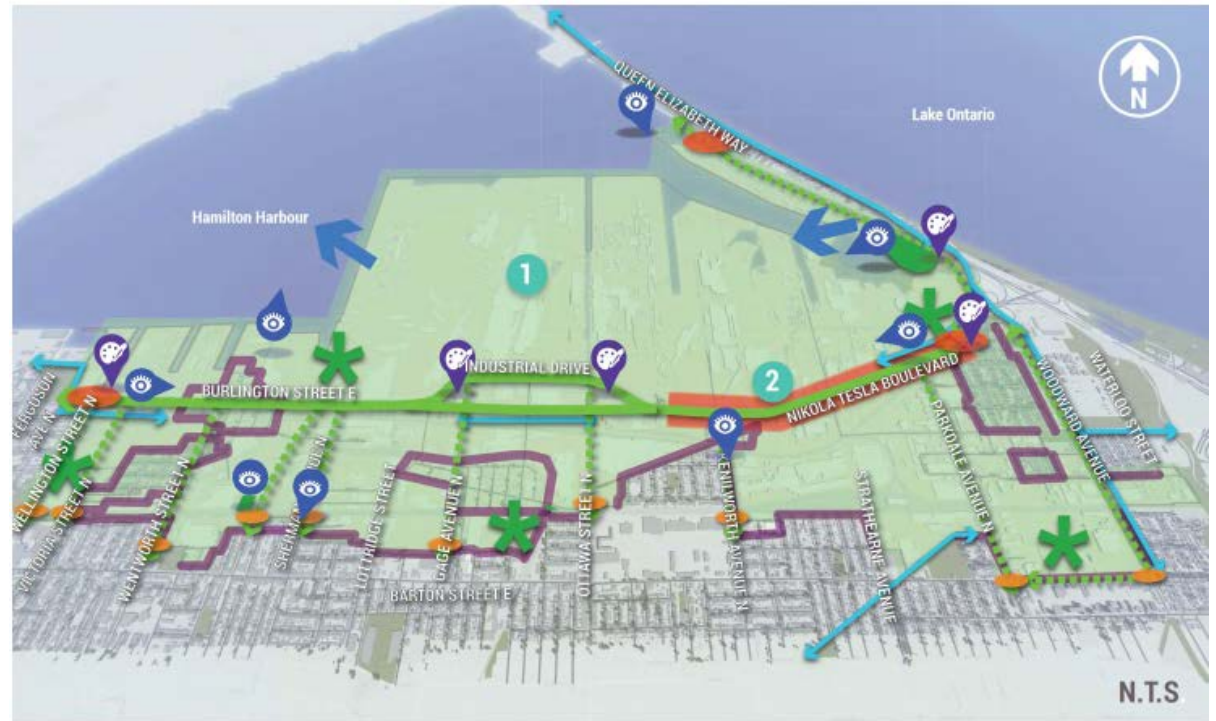 N
QUEEN ELIZABETH WAY
Lake Ontario
Hamilton Harbour
1
INDUSTRIAL DRIVE
2
BURLINGTON STREET E
NIKOLA TESLA BOULEVARD
FERGUSON
AVE N
WELLINGTON STREET N
VICTORIA STREET N
WENTWORTH STREET N
LOTTRIDGE STREET
GAGE AVENUE N
OTTAWA STREET N
KENILWORTH AVENUE N
STRATHEARNE AVENUE
PARKDALE AVENUE N
WOODWARD AVENUE
WATERLOO STREET
BARTON STREET E
N.T.S.